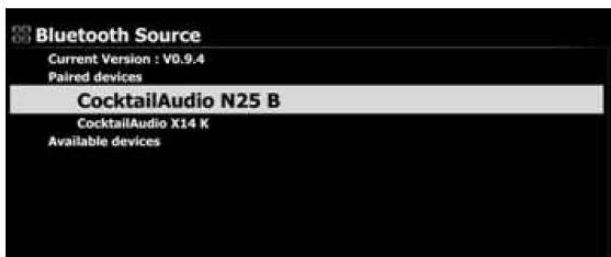 Bluetooth Source
Current Version : V0.9.4
Paired devices
CocktailAudio N25 B
CocktailAudio X14 K
Available devices